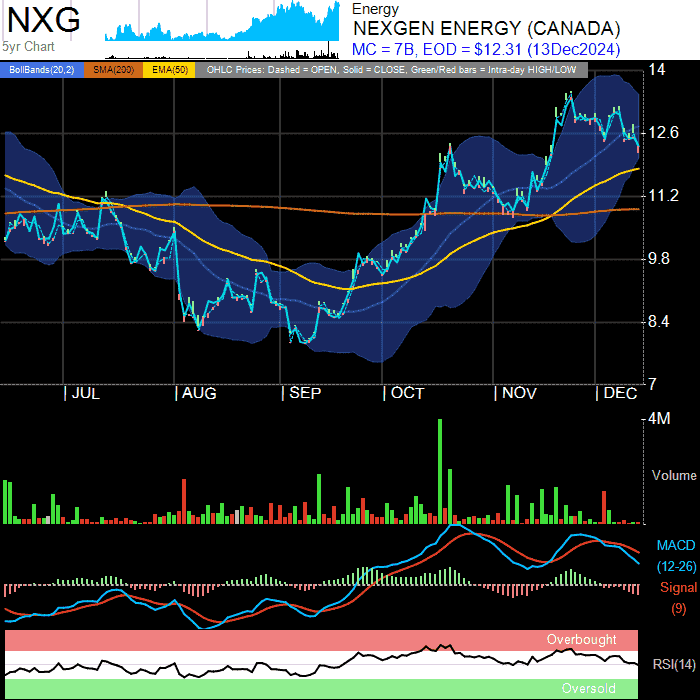 NXG
5yr Chart
Energy
NEXGEN ENERGY (CANADA)
MC = 7B, EOD = $12.31 (13Dec2024)
BollBands(20,2) SMA(200) EMA(50) OHLC Prices: Dashed = OPEN, Solid = CLOSE, Green/Red bars = Intra-day HIGH/LOW
14
12.6
11.2
9.8
8.4
7
JUL AUG SEP OCT NOV DEC
4M
Volume
MACD
(12-26)
Signal
(9)
Overbought
RSI(14)
Oversold